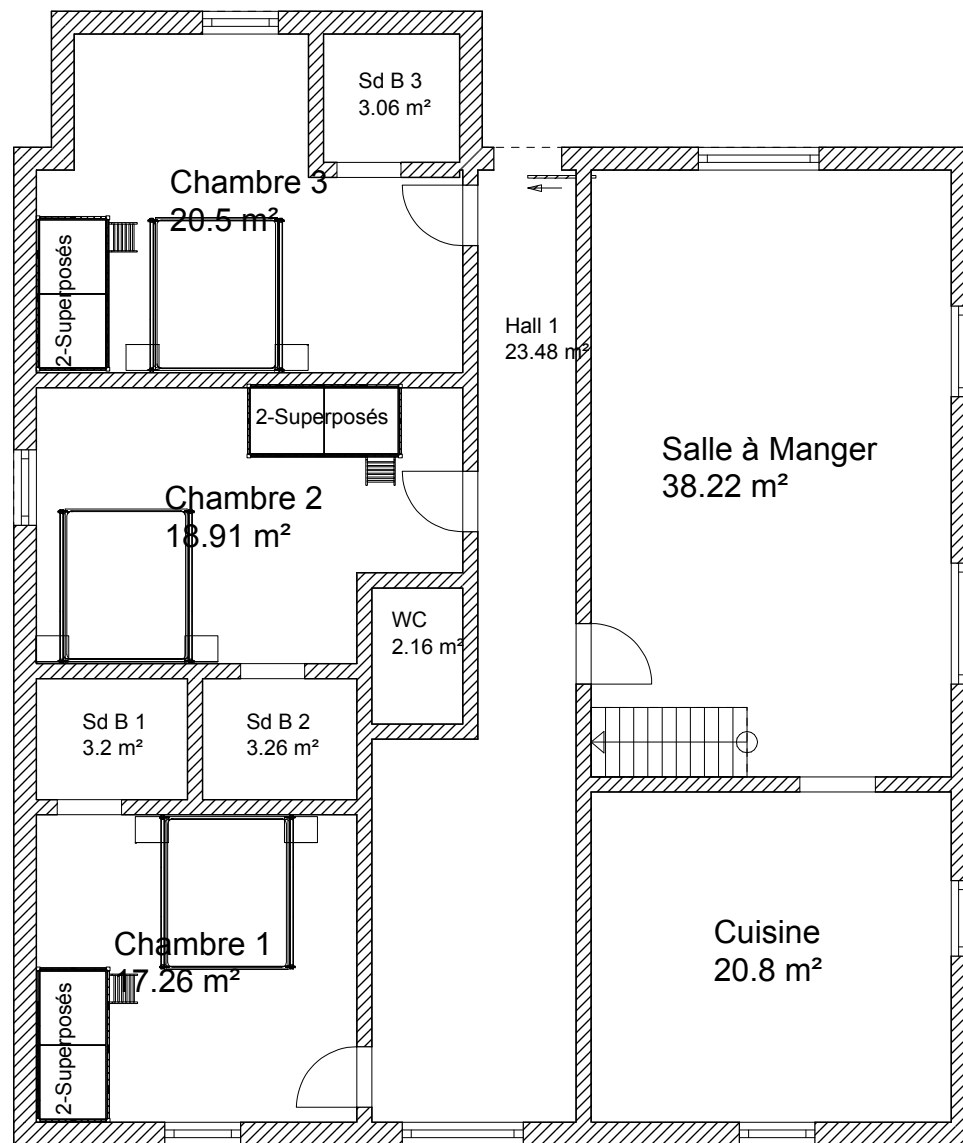 Sd B 3
3.06 m²
Chambre 3
20.5 m²
2-Superposés
Hall 1
23.48 m²
2-Superposés
Salle à Manger
38.22 m²
Chambre 2
18.91 m²
WC
2.16 m²
Sd B 1
3.2 m²
Sd B 2
3.26 m²
Chambre 1
17.26 m²
Cuisine
20.8 m²
2-Superposés